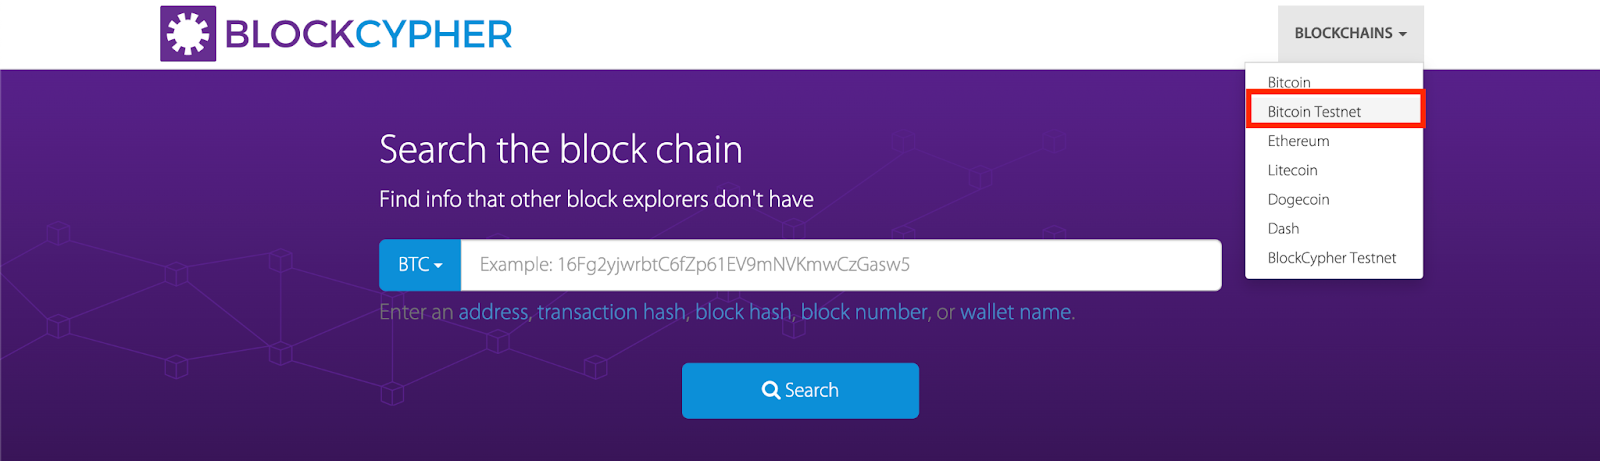 BLOCKCYPHER
BLOCKCHAINS
Bitcoin
Bitcoin Testnet
Ethereum
Litecoin
Dogecoin
Dash
BlockCypher Testnet
Search the block chain
Find info that other block explorers don't have
BTC
Example: 16Fg2yjwrbtC6fZp61EV9mNVKmwCzGasw5
Enter an address, transaction hash, block hash, block number, or wallet name.
Search